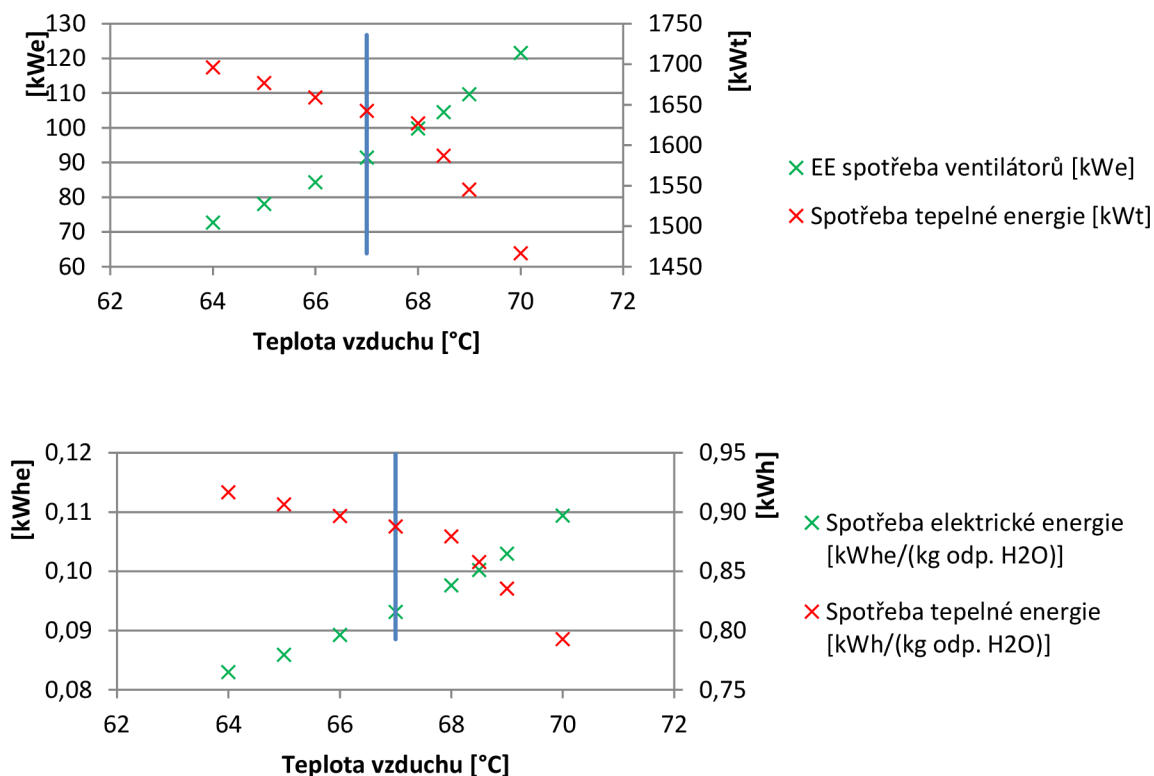 [kWe]
130
120
110
100
90
80
70
60
1750
1700
1650
1600
1550
1500
1450
[kWt]
62 64 66 68 70 72
Teplota vzduchu [°C]
EE spotřeba ventilátorů [kWe]
Spotřeba tepelné energie [kWt]
[kWhe]
0,12
0,11
0,10
0,09
0,08
0,95
0,90
0,85
0,80
0,75
[kWh]
62 64 66 68 70 72
Teplota vzduchu [°C]
Spotřeba elektrické energie
[kWhe/(kg odp. H2O)]
Spotřeba tepelné energie
[kWh/(kg odp. H2O)]